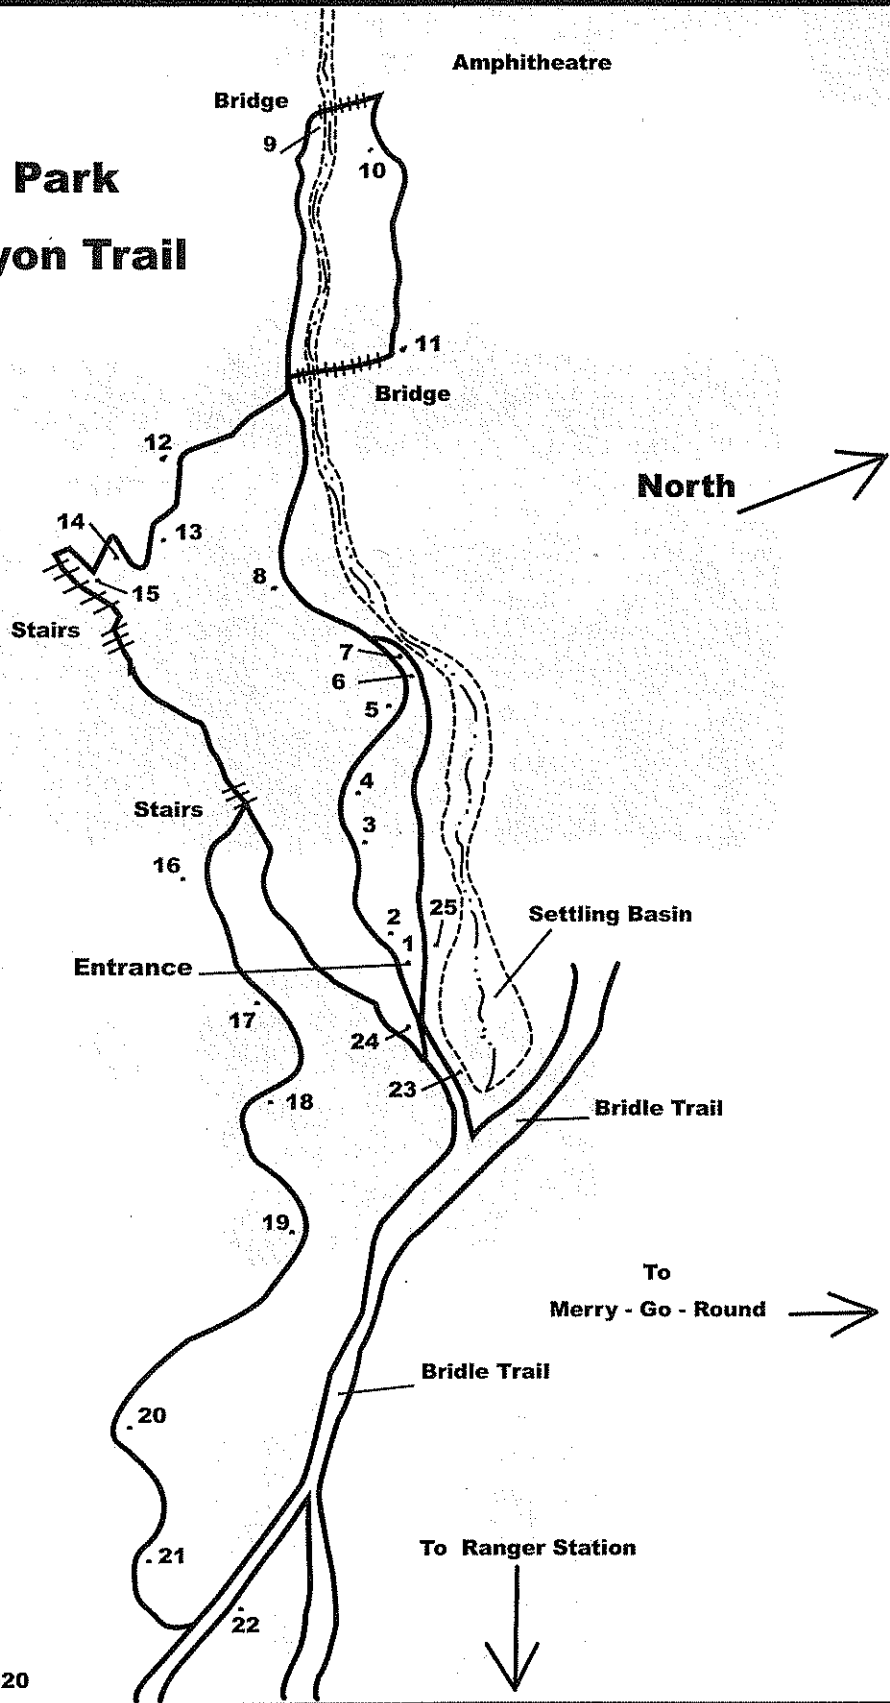 Amphitheatre
Bridge
9
Park
10
yon Trail
11
Bridge
12
North
14
13
8
15
Stairs
7
6
5
4
Stairs
3
16
2
25
Settling Basin
1
Entrance
17
24
23
18
Bridle Trail
19
To
Merry - Go - Round
Bridle Trail
20
To Ranger Station
21
22
20